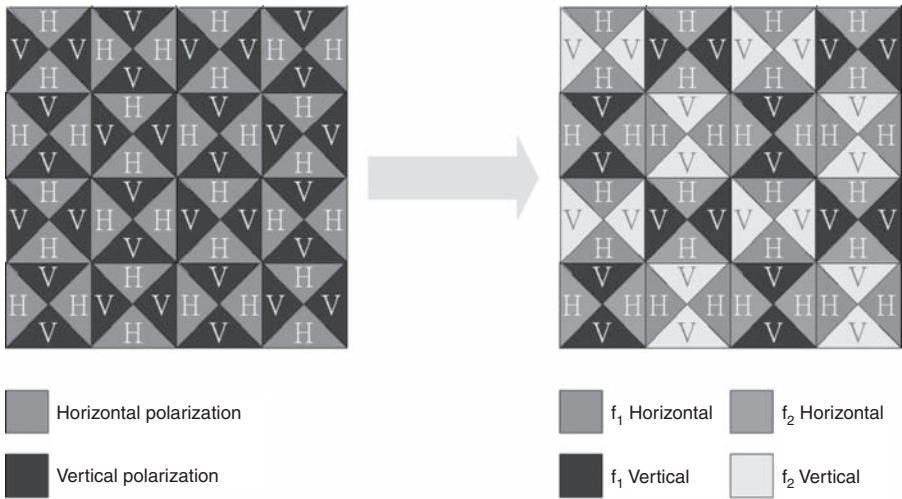 H V H V
V V H H V V H H
H V H V
V H V H
H H V V H H V V
V H V H
H V H V
V V H H V V H H
H V H V
V H V H
H H V V H H V V
V H V H
Horizontal polarization
Vertical polarization
H H H H
V V V V V V V V
H H H H
V V V V
H H H H H H H H
V V V V
H H H H
V V V V V V V V
H H H H
V V V V
H H H H H H H H
V V V V
f₁ Horizontal f₂ Horizontal
f₁ Vertical f₂ Vertical